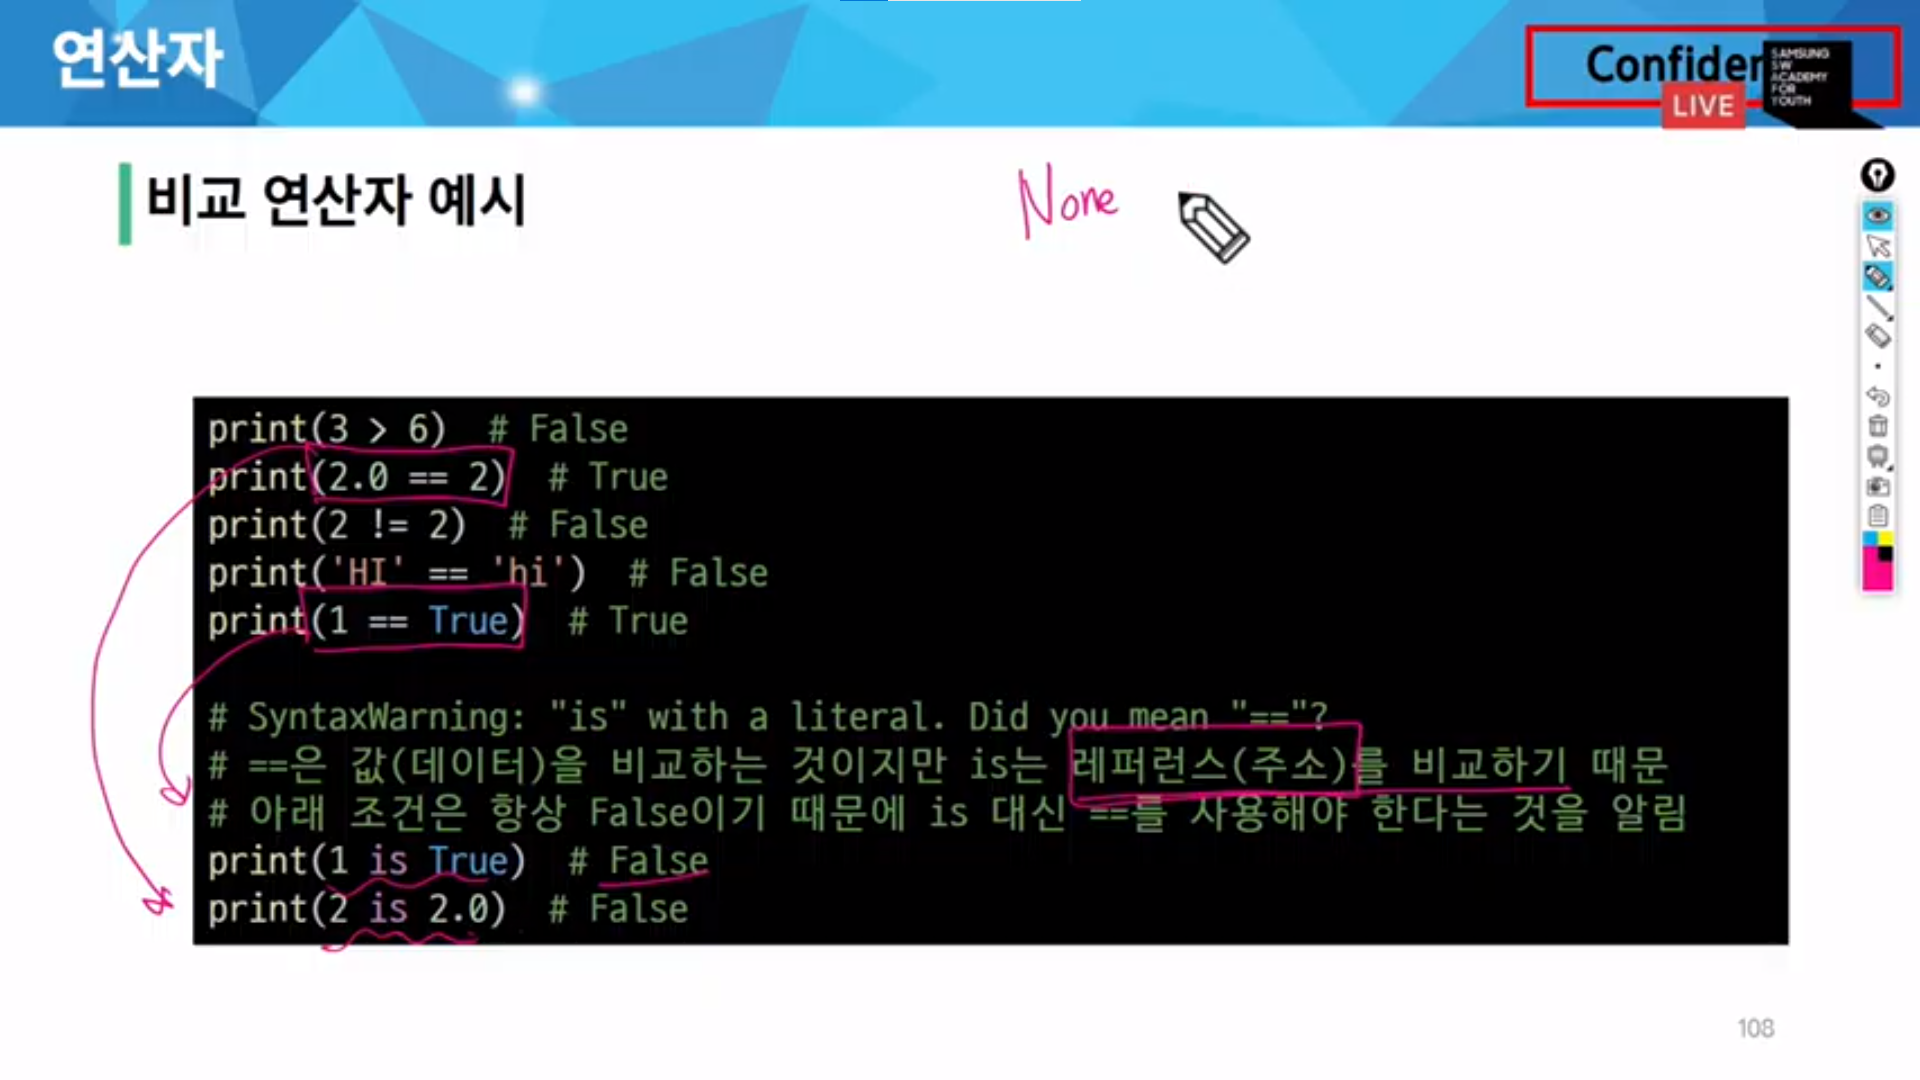 연산자
Confiden
SAMSUNG
SW
ACADEMY
FOR
YOUTH
LIVE
비교 연산자 예시
None
print(3 > 6)  # False
print(2.0 == 2)  # True
print(2 != 2)  # False
print('HI' == 'hi')  # False
print(1 == True)  # True
# SyntaxWarning: "is" with a literal. Did you mean "=="?
# ==은 값(데이터)을 비교하는 것이지만 is는 레퍼런스(주소)를 비교하기 때문
# 아래 조건은 항상 False이기 때문에 is 대신 ==를 사용해야 한다는 것을 알림
print(1 is True)  # False
print(2 is 2.0)  # False
108